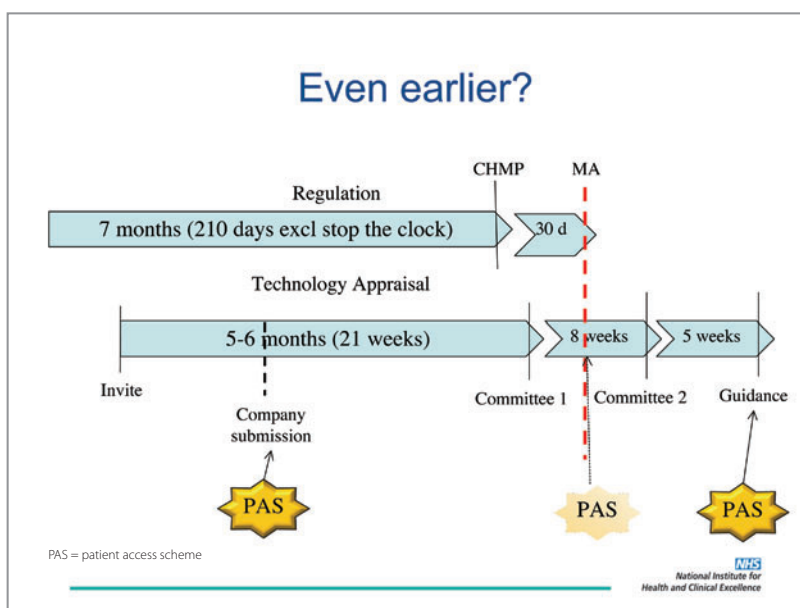 Even earlier?
CHMP
MA
Regulation
7 months (210 days excl stop the clock)
30 d
Technology Appraisal
5-6 months (21 weeks)
8 weeks
5 weeks
Invite
Committee 1
Committee 2
Guidance
Company
submission
PAS
PAS
PAS
PAS = patient access scheme
NHS
National Institute for
Health and Clinical Excellence